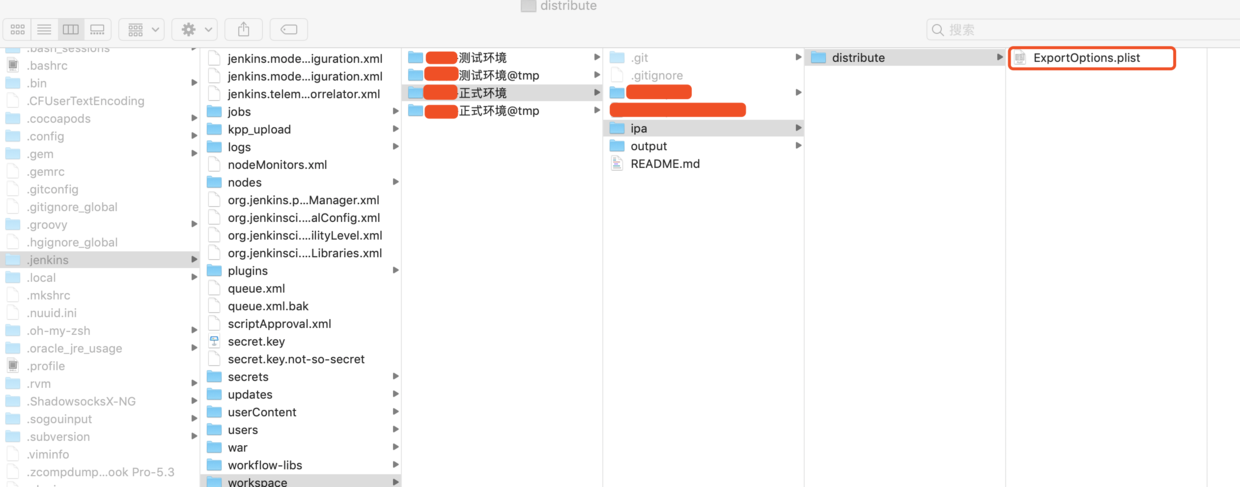 distribute
搜索
.bash_sessions
.bashrc
.bin
.CFUserTextEncoding
.cocoapods
.config
.gem
.gemrc
.gitconfig
.gitignore_global
.groovy
.hgignore_global
.jenkins
.local
.mkshrc
.nuuid.ini
.oh-my-zsh
.oracle_jre_usage
.profile
.rvm
.ShadowsocksX-NG
.sogouinput
.subversion
.viminfo
.zcompdump...ook Pro-5.3
jenkins.mode...iguration.xml
jenkins.mode...iguration.xml
jenkins.telem...orrelator.xml
jobs
kpp_upload
logs
nodeMonitors.xml
nodes
org.jenkins.p...Manager.xml
org.jenkinsci....alConfig.xml
org.jenkinsci....ilityLevel.xml
org.jenkinsci....Libraries.xml
plugins
queue.xml
queue.xml.bak
scriptApproval.xml
secret.key
secret.key.not-so-secret
secrets
updates
userContent
users
war
workflow-libs
workspace
测试环境
测试环境@tmp
正式环境
正式环境@tmp
.git
.gitignore
ipa
output
README.md
distribute
ExportOptions.plist